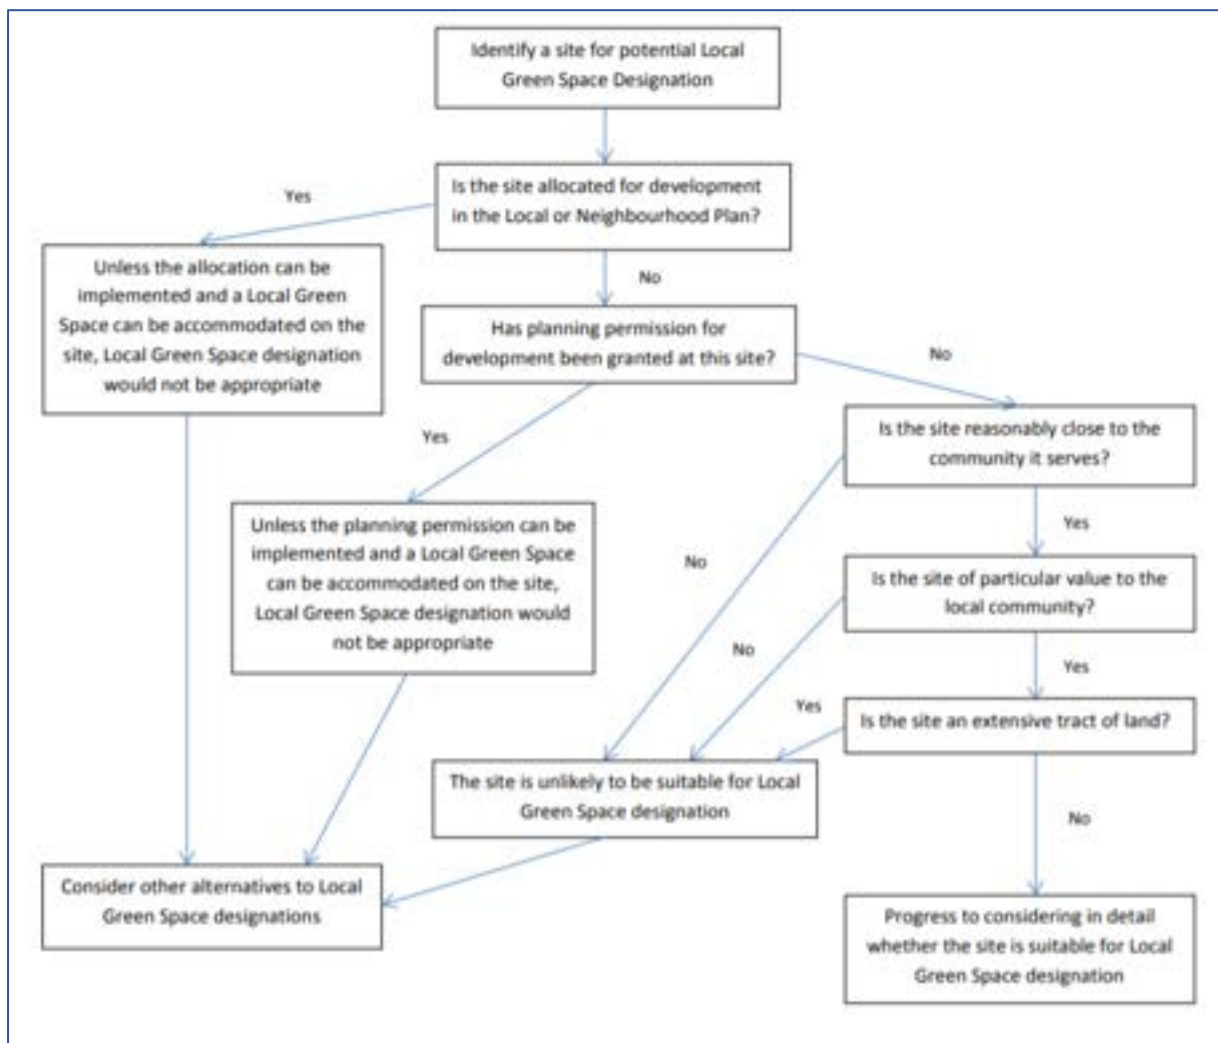 Identify a site for potential Local
Green Space Designation
Is the site allocated for development
in the Local or Neighbourhood Plan?
Yes
No
Unless the allocation can be
implemented and a Local Green
Space can be accommodated on the
site, Local Green Space designation
would not be appropriate
Has planning permission for
development been granted at this site?
No
Yes
Is the site reasonably close to the
community it serves?
Unless the planning permission can be
implemented and a Local Green Space
can be accommodated on the site,
Local Green Space designation would
not be appropriate
No
Yes
Is the site of particular value to the
local community?
No
Yes
Is the site an extensive tract of land?
Yes
The site is unlikely to be suitable for Local
Green Space designation
No
Consider other alternatives to Local
Green Space designations
Progress to considering in detail
whether the site is suitable for Local
Green Space designation